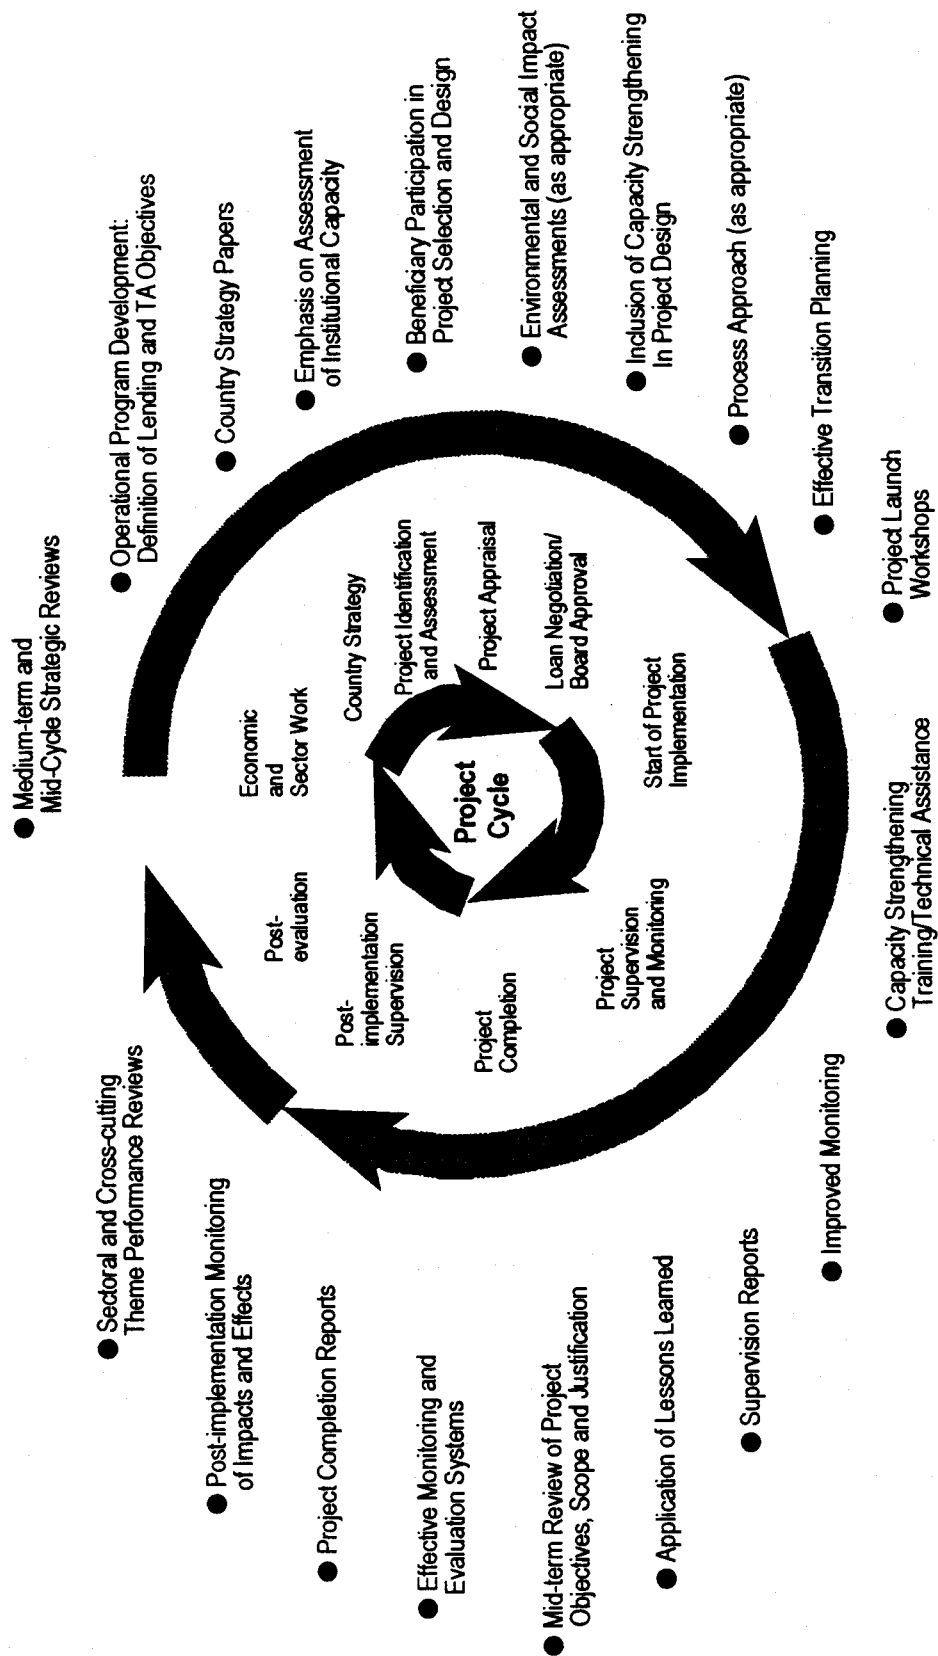 Medium-term and
Mid-Cycle Strategic Reviews
Operational Program Development:
Definition of Lending and TA Objectives
Country Strategy Papers
Emphasis on Assessment
of Institutional Capacity
Beneficiary Participation in
Project Selection and Design
Environmental and Social Impact
Assessments (as appropriate)
Inclusion of Capacity Strengthening
In Project Design
Process Approach (as appropriate)
Effective Transition Planning
Project Launch
Workshops
Capacity Strengthening
Training/Technical Assistance
Improved Monitoring
Supervision Reports
Application of Lessons Learned
Mid-term Review of Project
Objectives, Scope and Justification
Effective Monitoring and
Evaluation Systems
Project Completion Reports
Post-implementation Monitoring
of Impacts and Effects
Sectoral and Cross-cutting
Theme Performance Reviews
Economic
and
Sector Work
Country Strategy
Project Identification
and Assessment
Project Appraisal
Loan Negotiation/
Board Approval
Start of Project
Implementation
Project
Supervision
and Monitoring
Project
Completion
Post-
implementation
Supervision
Post-
evaluation
Project
Cycle